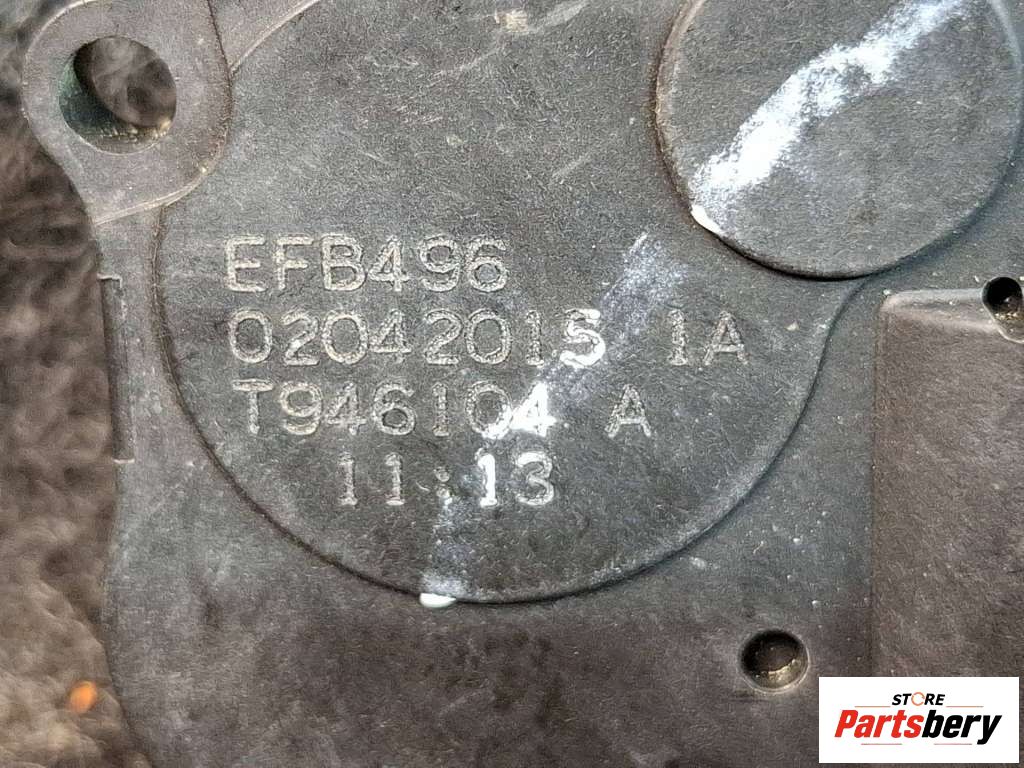 EFB496
02042015 1A
T946104 A
11:13
STORE
Partsbery